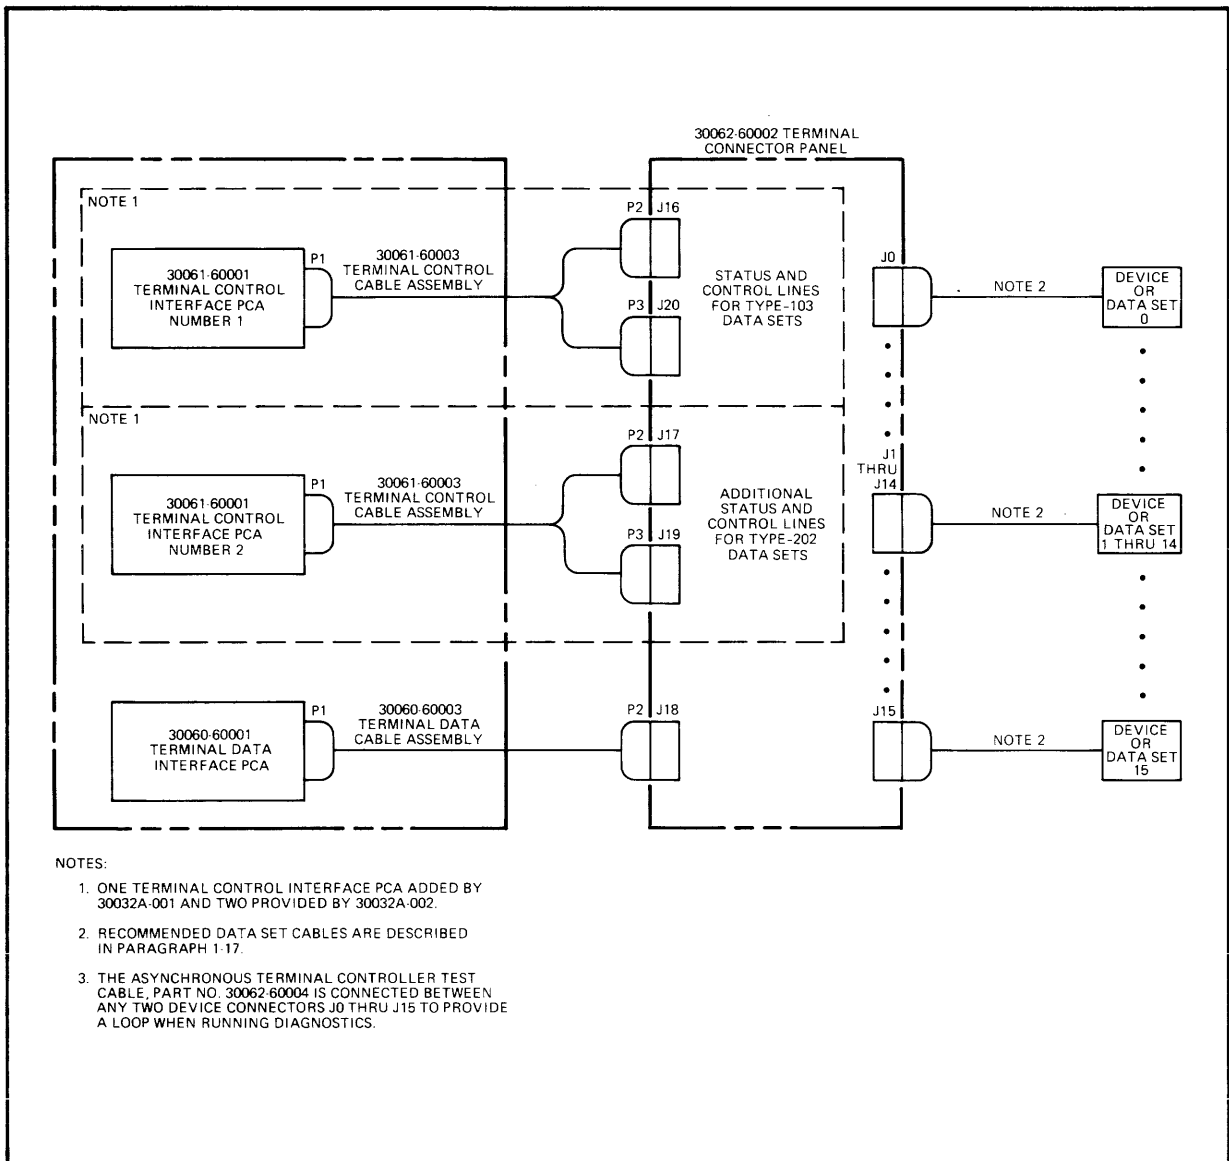 30062-60002 TERMINAL
CONNECTOR PANEL
NOTE 1
30061-60001
TERMINAL CONTROL
INTERFACE PCA
NUMBER 1
P1
30061-60003
TERMINAL CONTROL
CABLE ASSEMBLY
P2 J16
P3 J20
STATUS AND
CONTROL LINES
FOR TYPE-103
DATA SETS
J0
NOTE 2
DEVICE
OR
DATA SET
0
NOTE 1
30061-60001
TERMINAL CONTROL
INTERFACE PCA
NUMBER 2
P1
30061-60003
TERMINAL CONTROL
CABLE ASSEMBLY
P2 J17
P3 J19
ADDITIONAL
STATUS AND
CONTROL LINES
FOR TYPE-202
DATA SETS
J1
THRU
J14
NOTE 2
DEVICE
OR
DATA SET
1 THRU 14
30060-60001
TERMINAL DATA
INTERFACE PCA
P1
30060-60003
TERMINAL DATA
CABLE ASSEMBLY
P2 J18
J15
NOTE 2
DEVICE
OR
DATA SET
15
NOTES:
1. ONE TERMINAL CONTROL INTERFACE PCA ADDED BY
30032A-001 AND TWO PROVIDED BY 30032A-002.
2. RECOMMENDED DATA SET CABLES ARE DESCRIBED
IN PARAGRAPH 1-17.
3. THE ASYNCHRONOUS TERMINAL CONTROLLER TEST
CABLE, PART NO. 30062-60004 IS CONNECTED BETWEEN
ANY TWO DEVICE CONNECTORS J0 THRU J15 TO PROVIDE
A LOOP WHEN RUNNING DIAGNOSTICS.